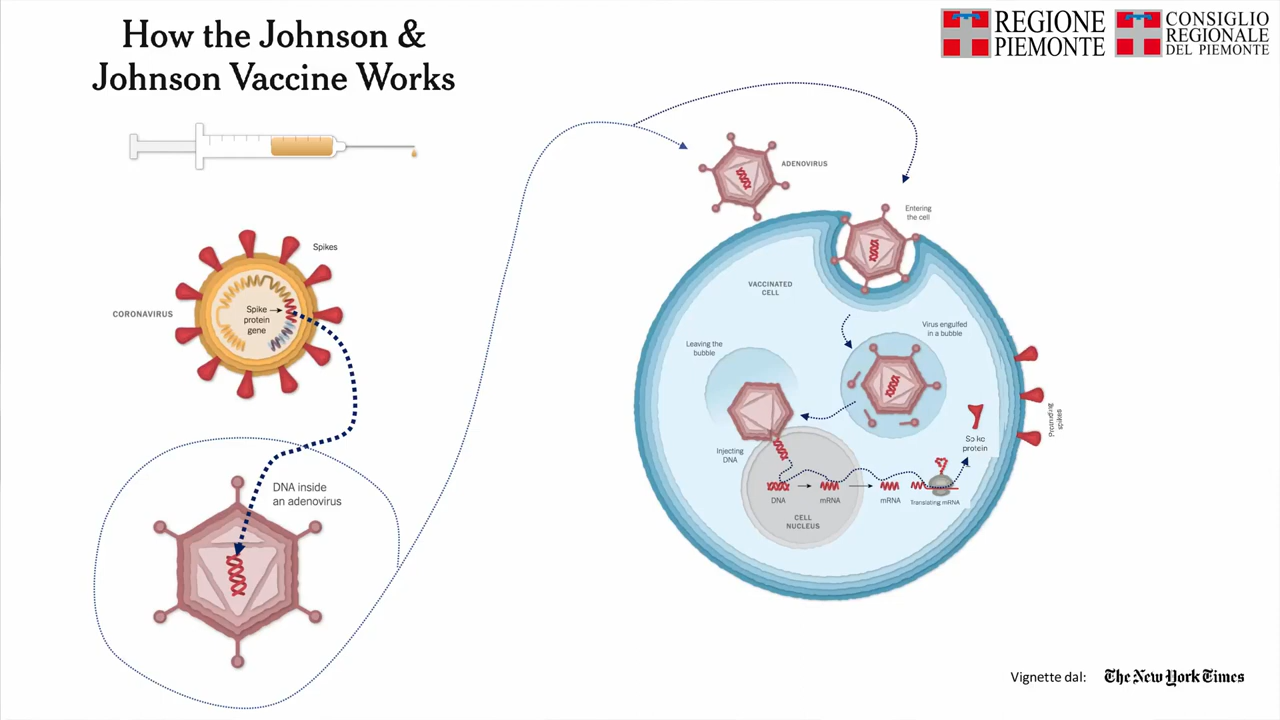 How the Johnson &
Johnson Vaccine Works
REGIONE
PIEMONTE
CONSIGLIO
REGIONALE
DEL PIEMONTE
ADENOVIRUS
Entering
the cell
Spikes
VACCINATED
CELL
CORONAVIRUS
Spike
protein
gene
Virus engulfed
in a bubble
Leaving the
bubble
Protruding
spikes
Spike
protein
Injecting
DNA
DNA
mRNA
mRNA
Translating mRNA
CELL
NUCLEUS
DNA inside
an adenovirus
Vignette dal:
The New York Times